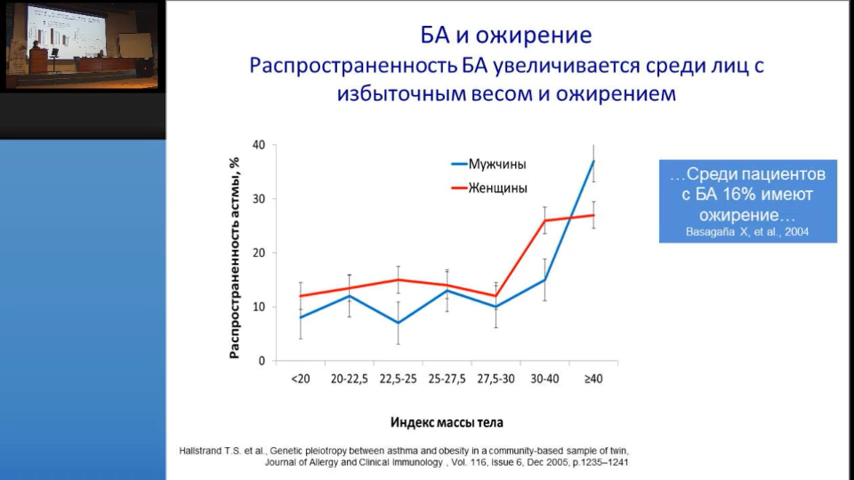 БА и ожирение
Распространенность БА увеличивается среди лиц с
избыточным весом и ожирением
Распространенность астмы, %
40
30
20
10
0
Мужчины
Женщины
<20 20-22,5 22,5-25 25-27,5 27,5-30 30-40 ≥40
Индекс массы тела
…Среди пациентов
с БА 16% имеют
ожирение…
Basagaña X, et al., 2004
Hallstrand T.S. et al., Genetic pleiotropy between asthma and obesity in a community-based sample of twin,
Journal of Allergy and Clinical Immunology , Vol. 116, issue 6, Dec 2005, p.1235–1241